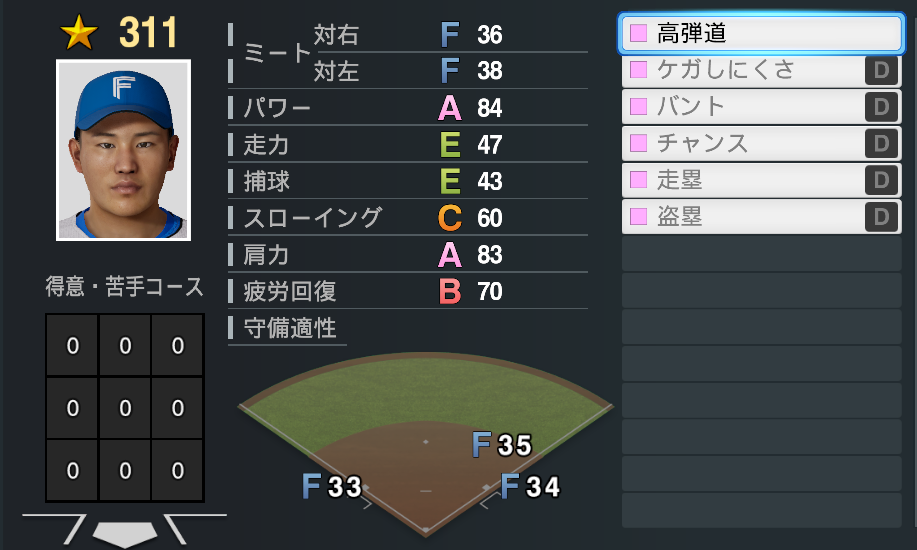 311
F
ミート
対右 F 36
対左 F 38
パワー A 84
走力 E 47
捕球 E 43
スローイング C 60
肩力 A 83
疲労回復 B 70
守備適性
F 35
F 33
F 34
得意・苦手コース
0 0 0
0 0 0
0 0 0
高弾道
ケガしにくさ D
バント D
チャンス D
走塁 D
盗塁 D